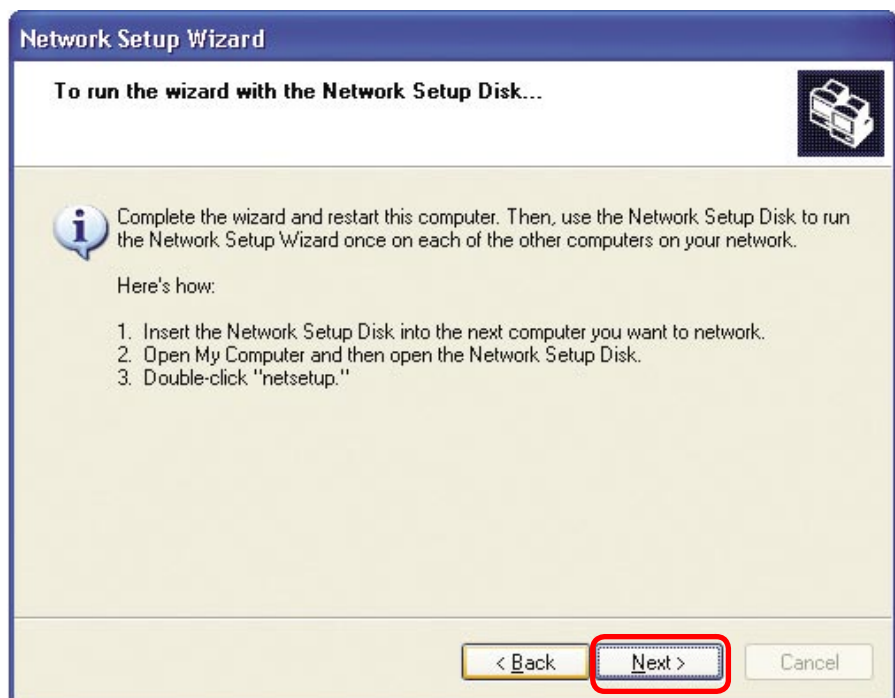 Network Setup Wizard
To run the wizard with the Network Setup Disk...
Complete the wizard and restart this computer. Then, use the Network Setup Disk to run
the Network Setup Wizard once on each of the other computers on your network.
Here's how:
1. Insert the Network Setup Disk into the next computer you want to network.
2. Open My Computer and then open the Network Setup Disk.
3. Double-click "netsetup."
< Back
Next >
Cancel